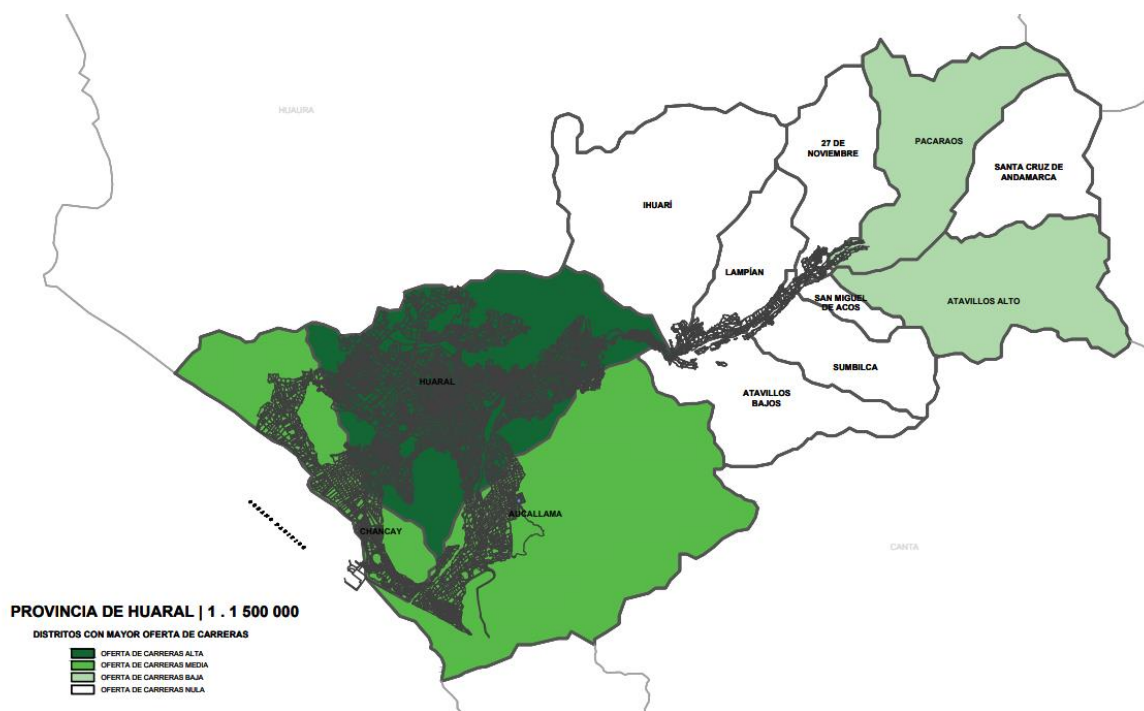 HUAURA
27 DE
NOVIEMBRE
PACARAOS
SANTA CRUZ DE
ANDAMARCA
IHUARÍ
LAMPÍAN
SAN MIGUEL
DE ACOS
ATAVILLOS ALTO
SUMBILCA
ATAVILLOS
BAJOS
HUARAL
AUCALLAMA
CHANCAY
CANTA
PROVINCIA DE HUARAL | 1 . 1 500 000
DISTRITOS CON MAYOR OFERTA DE CARRERAS
OFERTA DE CARRERAS ALTA
OFERTA DE CARRERAS MEDIA
OFERTA DE CARRERAS BAJA
OFERTA DE CARRERAS NULA